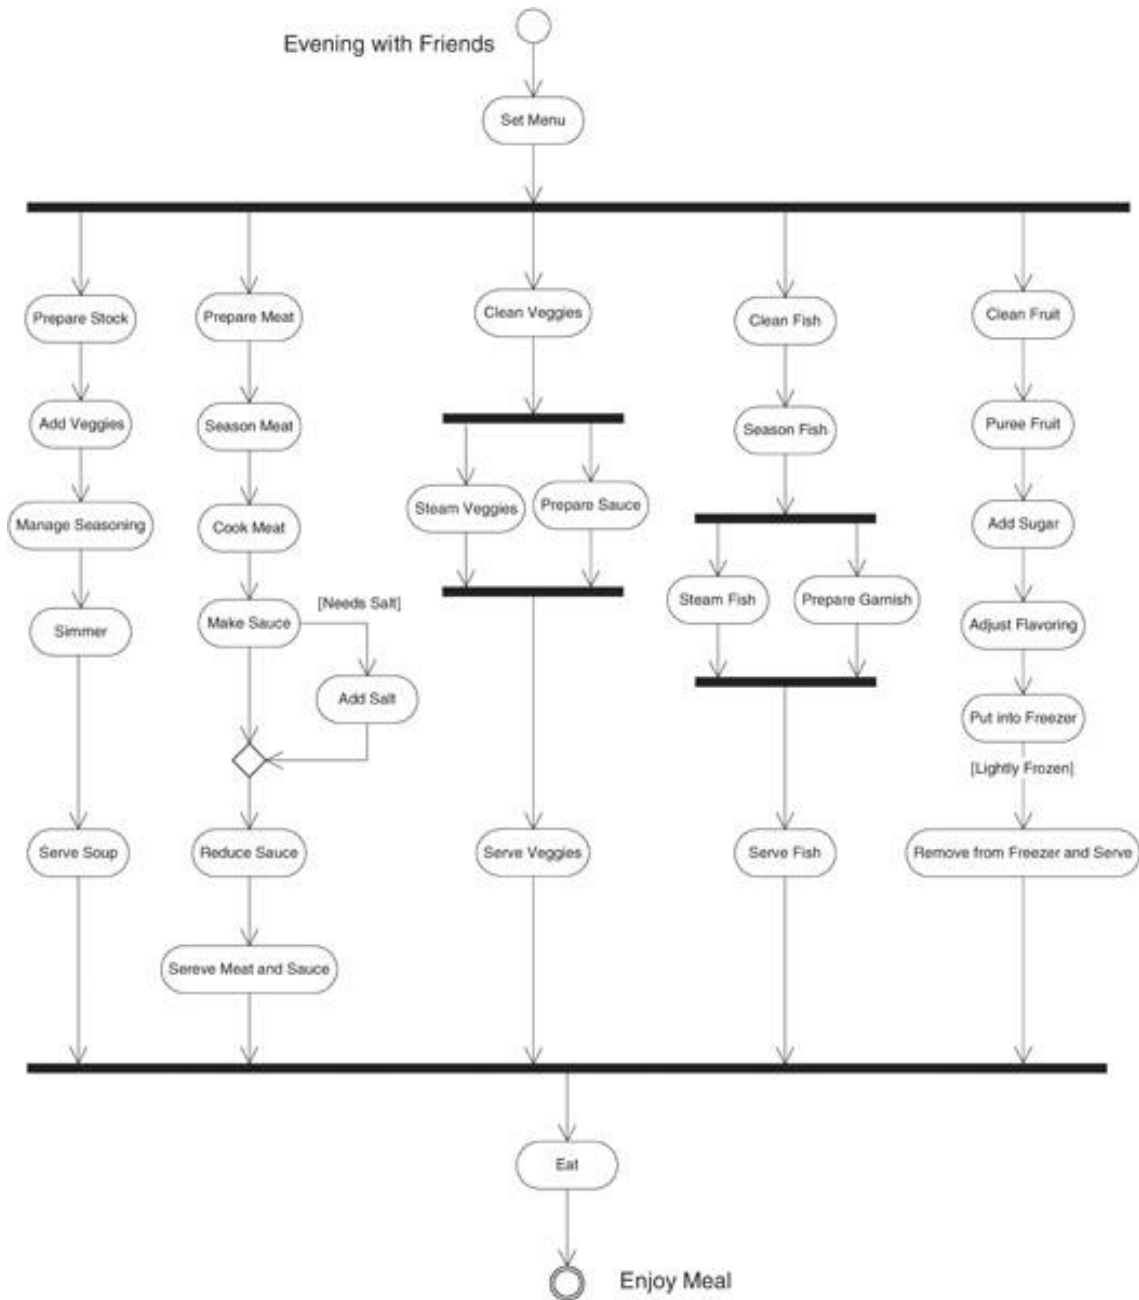 Evening with Friends
Set Menu
Prepare Stock
Add Veggies
Manage Seasoning
Simmer
Serve Soup
Prepare Meat
Season Meat
Cook Meat
Make Sauce
[Needs Salt]
Add Salt
Reduce Sauce
Sereve Meat and Sauce
Clean Veggies
Steam Veggies
Prepare Sauce
Serve Veggies
Clean Fish
Season Fish
Steam Fish
Prepare Garnish
Serve Fish
Clean Fruit
Puree Fruit
Add Sugar
Adjust Flavoring
Put into Freezer
[Lightly Frozen]
Remove from Freezer and Serve
Eat
Enjoy Meal